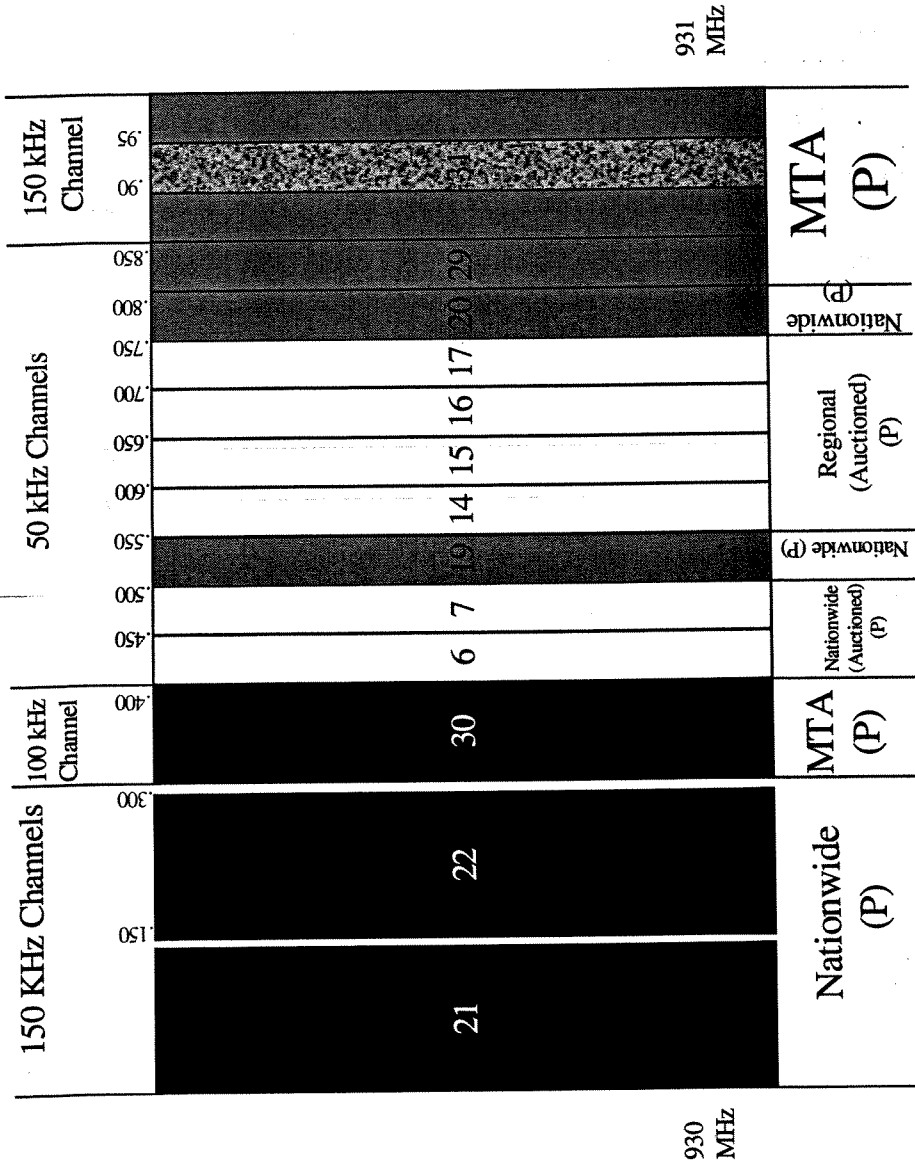 931
MHz
150 kHz
Channel
.95
.90
50 kHz Channels
.850
.800
.750
.700
.650
.600
.550
.500
.450
100 kHz
Channel
.400
150 KHz Channels
.300
.150
31
29
20
17
16
15
14
19
7
6
30
22
21
MTA
(P)
Nationwide
(P)
Regional
(Auctioned)
(P)
Nationwide (P)
Nationwide
(Auctioned)
(P)
MTA
(P)
Nationwide
(P)
930
MHz